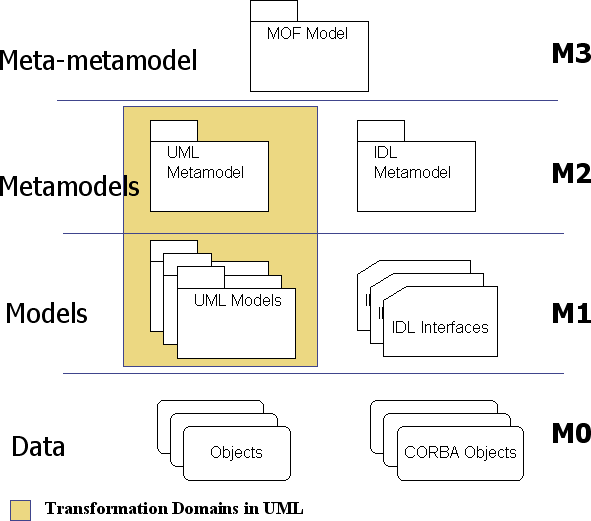 MOF Model
Meta-metamodel
M3
UML
Metamodel
IDL
Metamodel
Metamodels
M2
UML Models
I
I
IDL Interfaces
Models
M1
Objects
CORBA Objects
Data
M0
Transformation Domains in UML